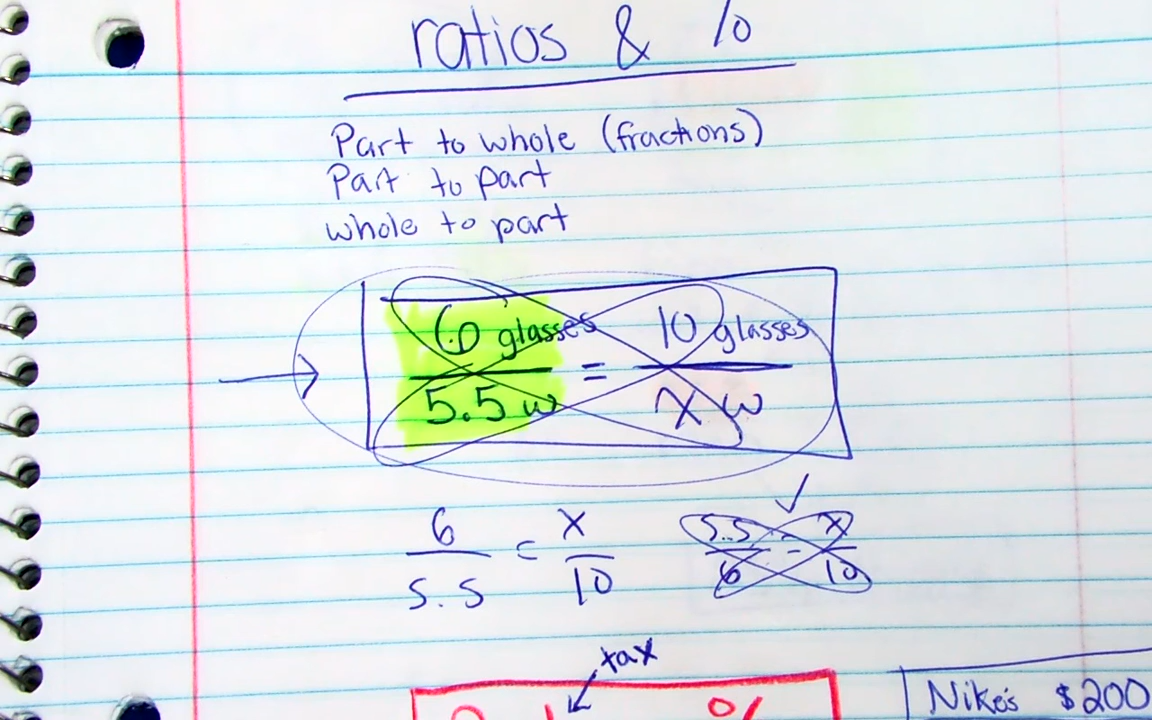 ratios & %
Part to whole (fractions)
Part to part
whole to part
6 glasses = 10 glasses
5.5 w x w
6 = x
5.5 10
5.5 = x
6 10
tax
%
Nike's $200